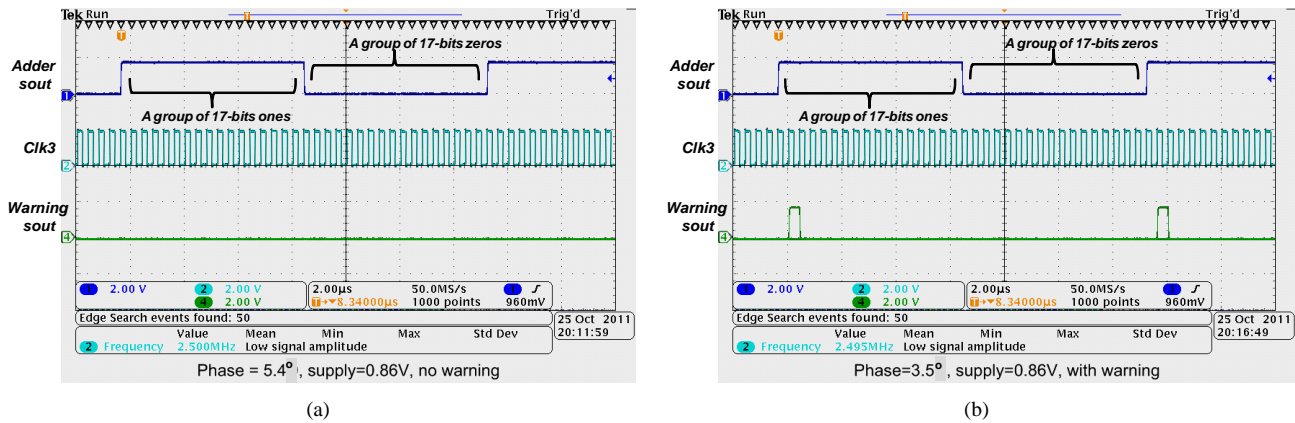 Tek Run
Trig'd
T
A group of 17-bits zeros
Adder sout
1
A group of 17-bits ones
Clk3
2
Warning sout
4
1 2.00 V
2 2.00 V
4 2.00 V
2.00µs
50.0MS/s
T→▼8.34000µs
1000 points
1
960mV
Edge Search events found: 50
Value Mean Min Max Std Dev
2 Frequency 2.500MHz Low signal amplitude
25 Oct 2011
20:11:59
Phase = 5.4°, supply=0.86V, no warning
(a)
Tek Run
Trig'd
T
A group of 17-bits zeros
Adder sout
1
A group of 17-bits ones
Clk3
2
Warning sout
4
1 2.00 V
2 2.00 V
4 2.00 V
2.00µs
50.0MS/s
T→▼8.34000µs
1000 points
1
960mV
Edge Search events found: 50
Value Mean Min Max Std Dev
2 Frequency 2.495MHz Low signal amplitude
25 Oct 2011
20:16:49
Phase=3.5°, supply=0.86V, with warning
(b)